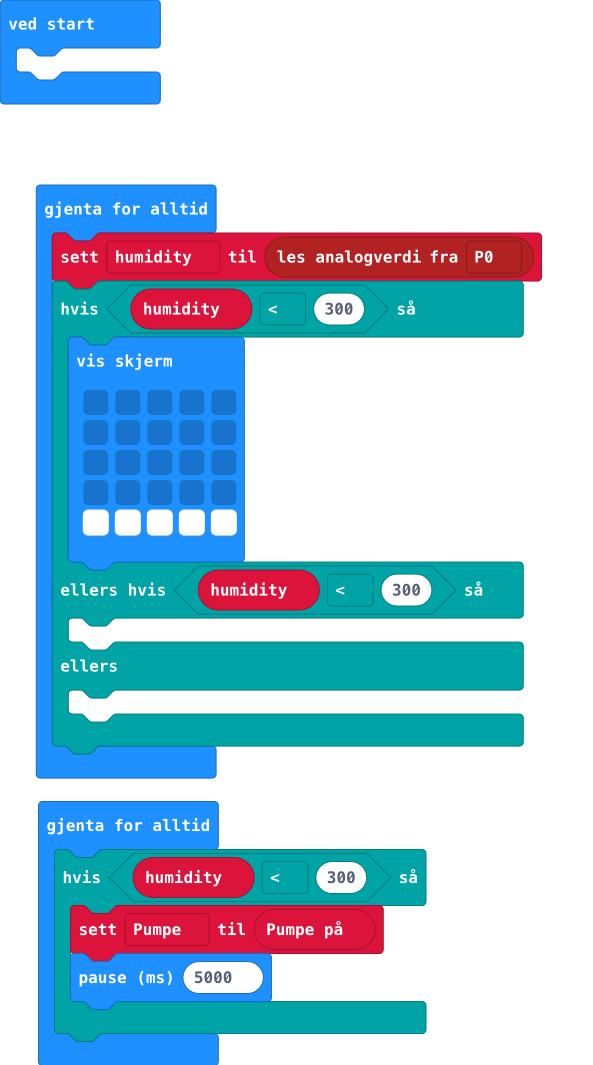 ved start
gjenta for alltid
sett humidity til les analogverdi fra P0
hvis humidity < 300 så
vis skjerm
ellers hvis humidity < 300 så
ellers
gjenta for alltid
hvis humidity < 300 så
sett Pumpe til Pumpe på
pause (ms) 5000